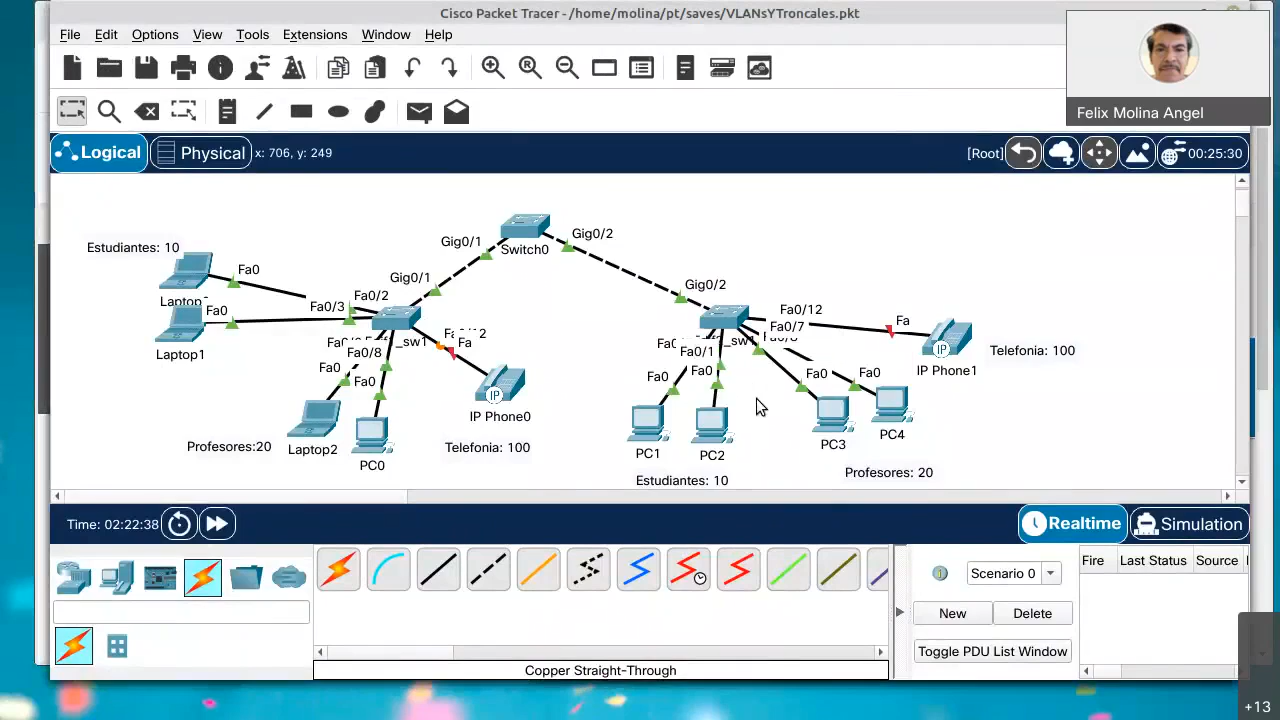 Cisco Packet Tracer - /home/molina/pt/saves/VLANsYTroncales.pkt
File Edit Options View Tools Extensions Window Help
Felix Molina Angel
Logical Physical x: 706, y: 249 [Root] 00:25:30
Gig0/1 Switch0 Gig0/2
Estudiantes: 10
Fa0
Gig0/1
Gig0/2
Fa0/2
Fa0/3
Fa0
Laptop1
Fa0/8
Fa0
Fa0
Fa
_sw1
IP
IP Phone0
Profesores:20
Laptop2
PC0
Telefonia: 100
Fa0/12
Fa0/7
Fa
IP
IP Phone1
Telefonia: 100
_sw1
Fa0/1
Fa0
Fa0
Fa0
Fa0
PC1
PC2
PC3
PC4
Estudiantes: 10
Profesores: 20
Time: 02:22:38 Realtime Simulation
Scenario 0
Fire Last Status Source
New Delete
Toggle PDU List Window
Copper Straight-Through
+13